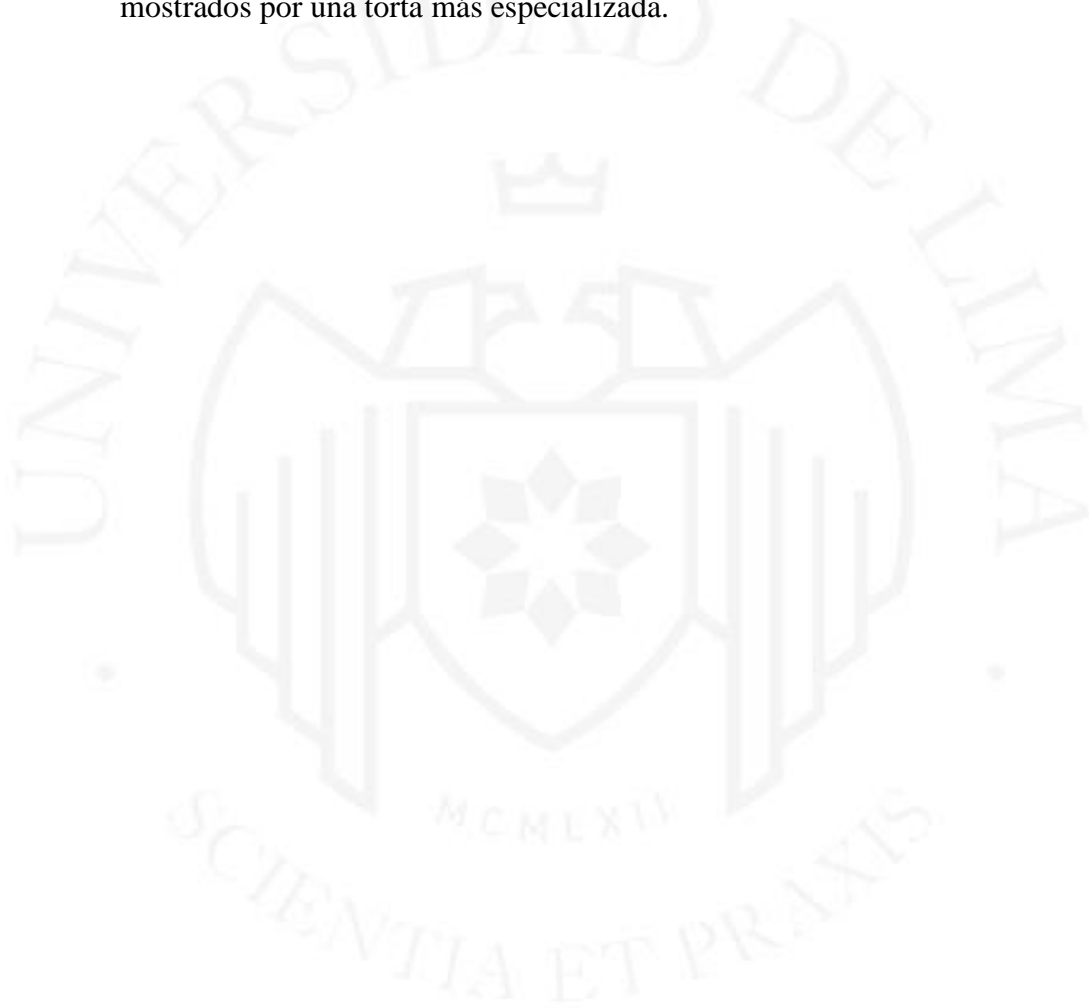 mostrados por una torta más especializada.
UNIVERSIDAD DE LIMA
MCMLXII
SCIENTIA ET PRAXIS